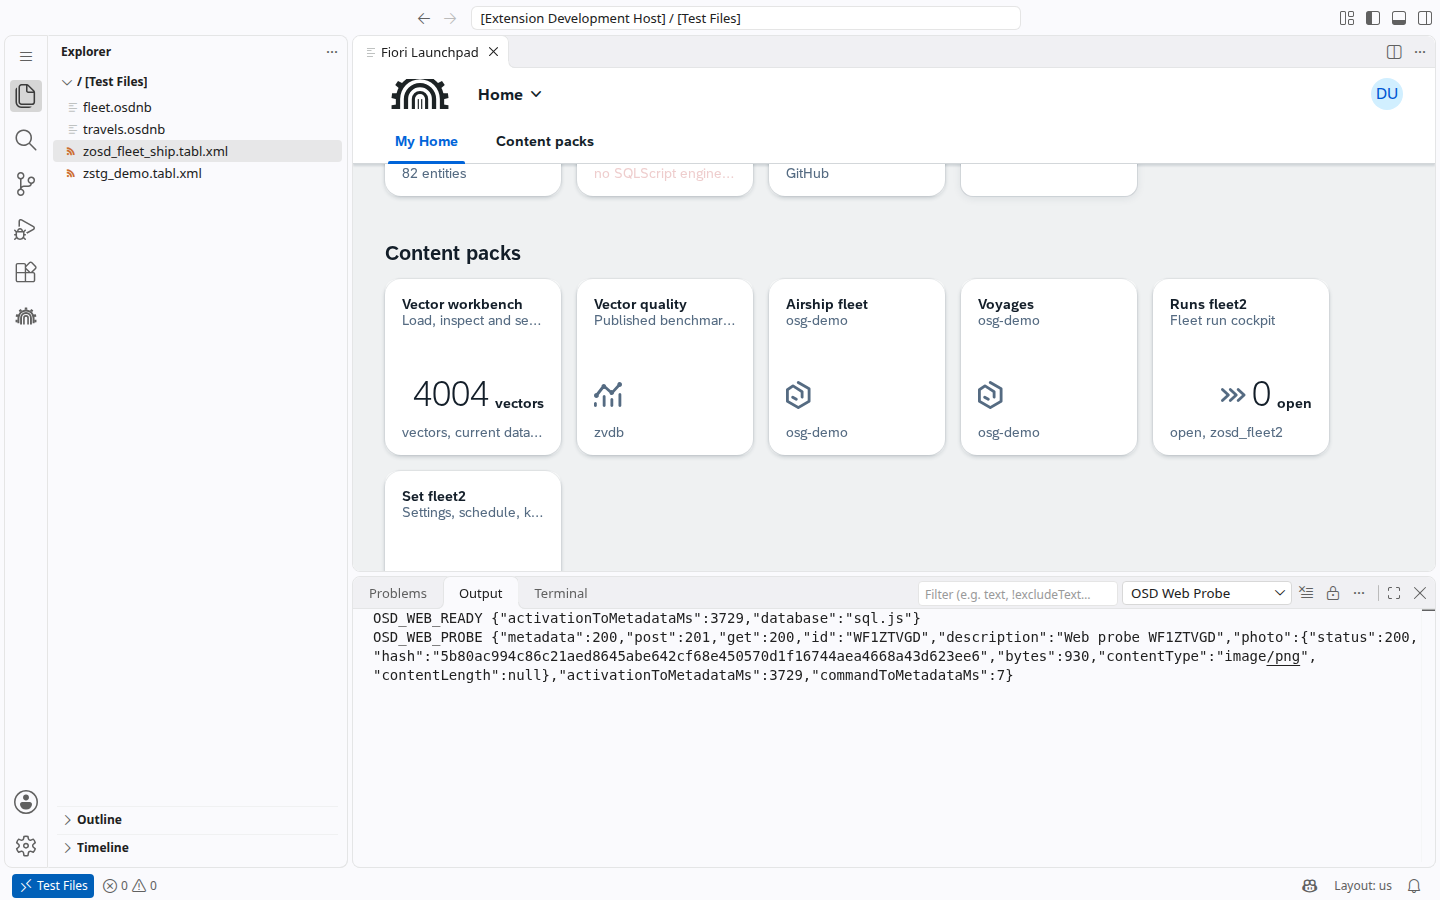 [Extension Development Host] / [Test Files]
Explorer
/ [Test Files]
fleet.osdnb
travels.osdnb
zosd_fleet_ship.tabl.xml
zstg_demo.tabl.xml
Outline
Timeline
Fiori Launchpad
Home
DU
My Home
Content packs
82 entities
no SQLScript engine...
GitHub
Content packs
Vector workbench
Load, inspect and se...
4004 vectors
vectors, current data...
Vector quality
Published benchmar...
zvdb
Airship fleet
osg-demo
osg-demo
Voyages
osg-demo
osg-demo
Runs fleet2
Fleet run cockpit
0 open
open, zosd_fleet2
Set fleet2
Settings, schedule, k...
Problems
Output
Terminal
Filter (e.g. text, !excludeText...
OSD Web Probe
OSD_WEB_READY {"activationToMetadataMs":3729,"database":"sql.js"}
OSD_WEB_PROBE {"metadata":200,"post":201,"get":200,"id":"WF1ZTVGD","description":"Web probe WF1ZTVGD","photo":{"status":200,
"hash":"5b80ac994c86c21aed8645abe642cf68e450570d1f16744aea4668a43d623ee6","bytes":930,"contentType":"image/png",
"contentLength":null},"activationToMetadataMs":3729,"commandToMetadataMs":7}
Test Files
0
0
Layout: us